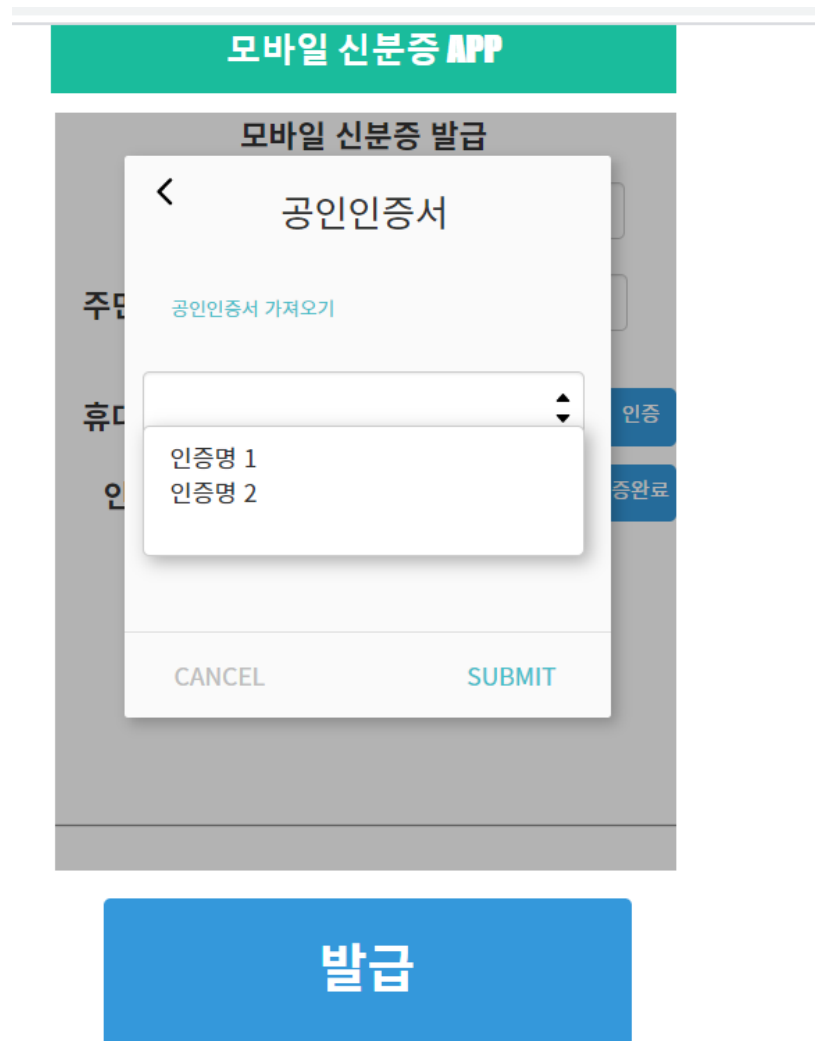 모바일 신분증 APP
모바일 신분증 발급
공인인증서
공인인증서 가져오기
인증
인증명 1
인증명 2
증완료
CANCEL
SUBMIT
발급